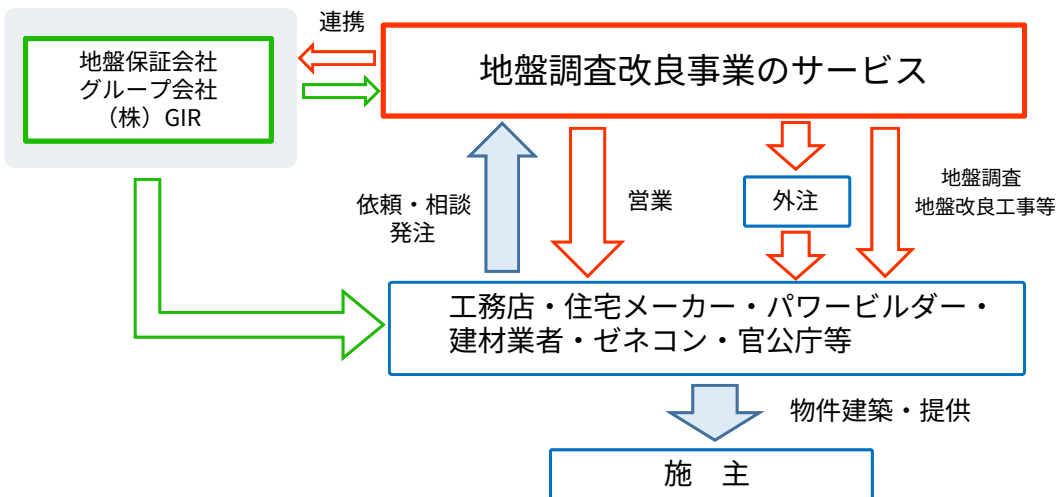 連携
地盤保証会社
グループ会社
（株）GIR
地盤調査改良事業のサービス
依頼・相談
発注
営業
外注
地盤調査
地盤改良工事等
工務店・住宅メーカー・パワービルダー・
建材業者・ゼネコン・官公庁等
物件建築・提供
施　主